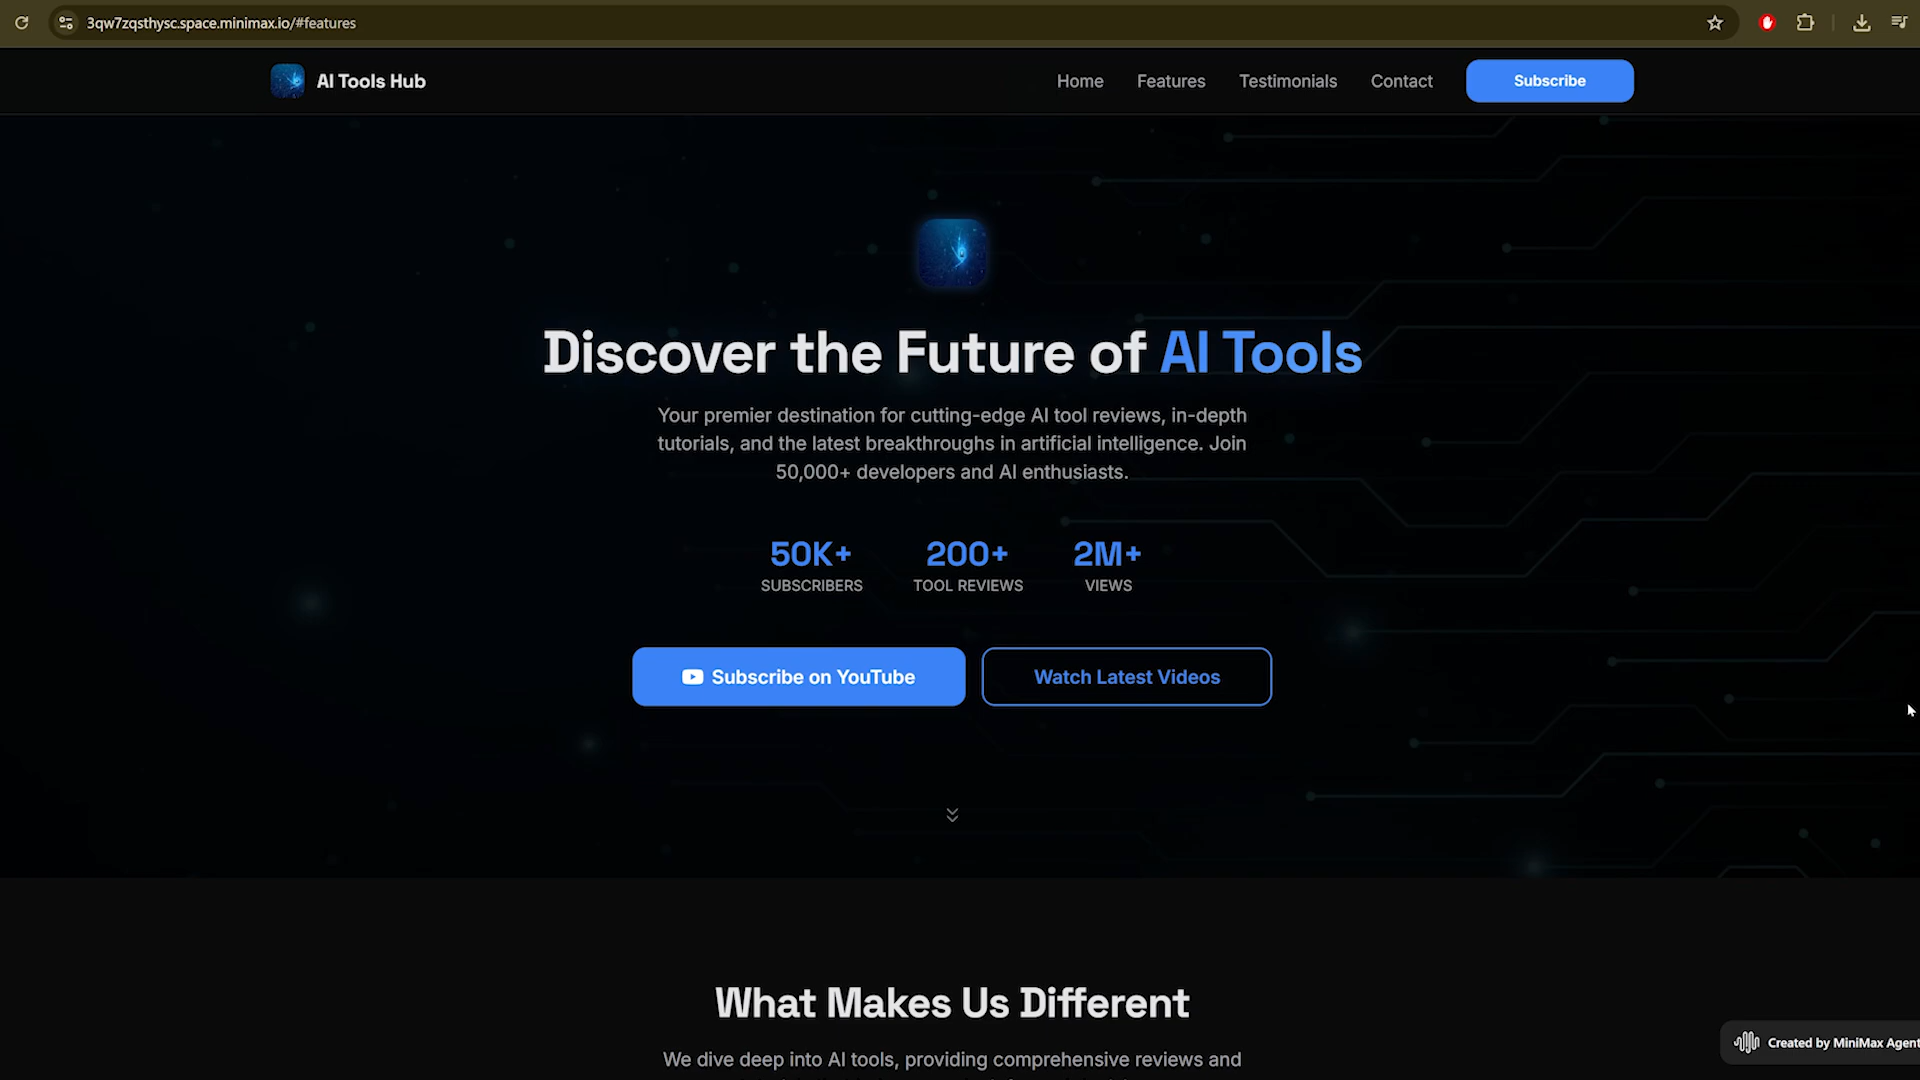 3qw7zqsthysc.space.minimax.io/#features
AI Tools Hub
Home
Features
Testimonials
Contact
Subscribe
Discover the Future of AI Tools
Your premier destination for cutting-edge AI tool reviews, in-depth
tutorials, and the latest breakthroughs in artificial intelligence. Join
50,000+ developers and AI enthusiasts.
50K+
SUBSCRIBERS
200+
TOOL REVIEWS
2M+
VIEWS
Subscribe on YouTube
Watch Latest Videos
What Makes Us Different
We dive deep into AI tools, providing comprehensive reviews and
Created by MiniMax Agent